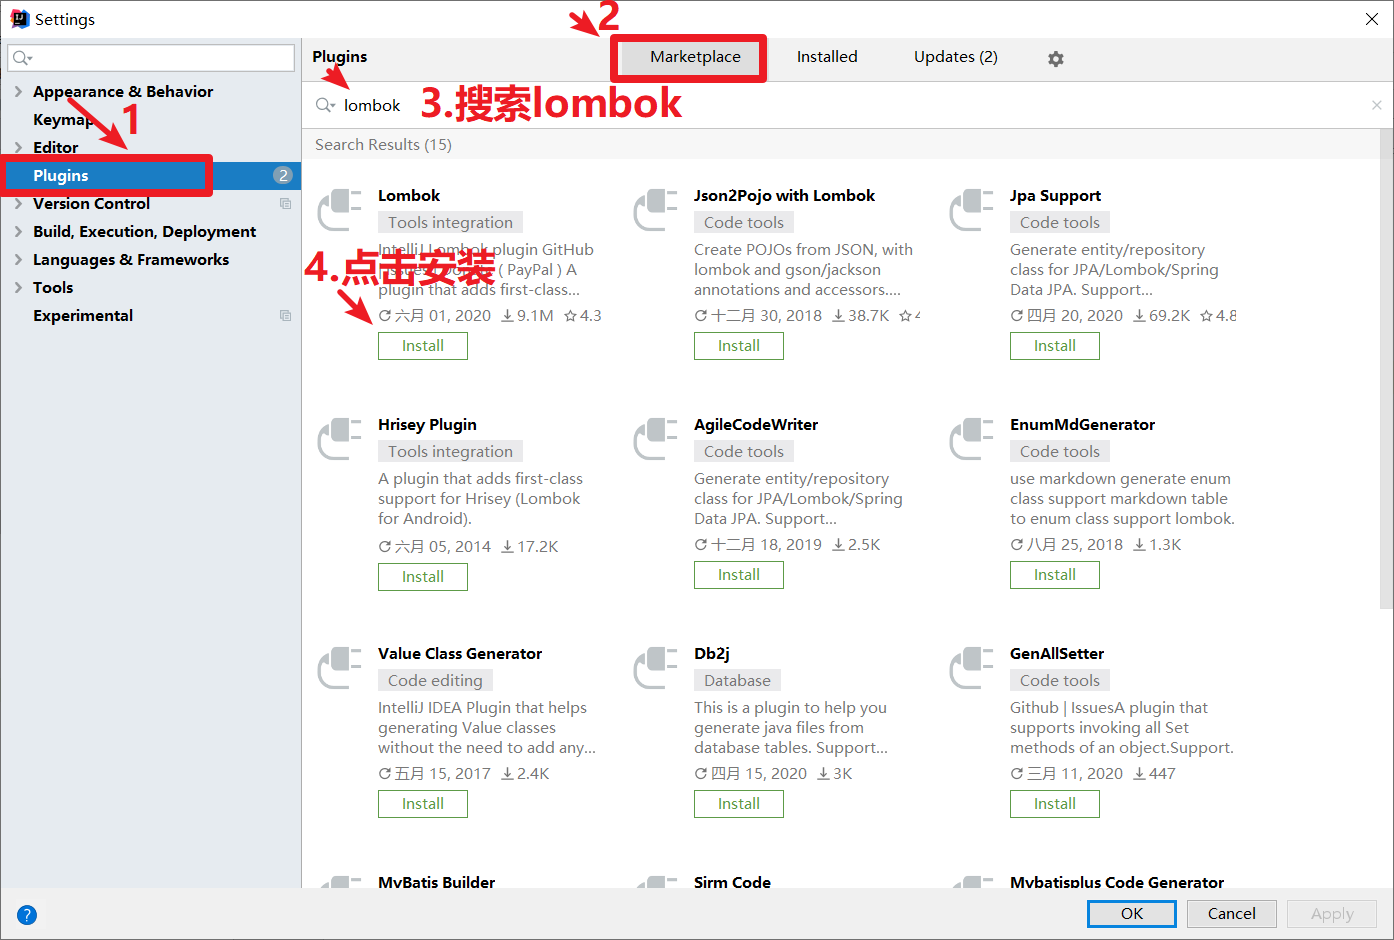 Settings
2
Plugins
Marketplace
Installed
Updates (2)
lombok
3.搜索lombok
Search Results (15)
Appearance & Behavior
Keymap
1
Editor
Plugins
2
Version Control
Build, Execution, Deployment
Languages & Frameworks
Tools
Experimental
Lombok
Tools integration
IntelliJ Lombok plugin GitHub
| Issues | Donate ( PayPal ) A
plugin that adds first-class...
4.点击安装
六月 01, 2020 9.1M 4.3
Install
Json2Pojo with Lombok
Code tools
Create POJOs from JSON, with
lombok and gson/jackson
annotations and accessors....
十二月 30, 2018 38.7K 4
Install
Jpa Support
Code tools
Generate entity/repository
class for JPA/Lombok/Spring
Data JPA. Support...
四月 20, 2020 69.2K 4.8
Install
Hrisey Plugin
Tools integration
A plugin that adds first-class
support for Hrisey (Lombok
for Android).
六月 05, 2014 17.2K
Install
AgileCodeWriter
Code tools
Generate entity/repository
class for JPA/Lombok/Spring
Data JPA. Support...
十二月 18, 2019 2.5K
Install
EnumMdGenerator
Code tools
use markdown generate enum
class support markdown table
to enum class support lombok.
八月 25, 2018 1.3K
Install
Value Class Generator
Code editing
IntelliJ IDEA Plugin that helps
generating Value classes
without the need to add any...
五月 15, 2017 2.4K
Install
Db2j
Database
This is a plugin to help you
generate java files from
database tables. Support...
四月 15, 2020 3K
Install
GenAllSetter
Code tools
Github | IssuesA plugin that
supports invoking all Set
methods of an object.Support.
三月 11, 2020 447
Install
MyBatis Builder
Sirm Code
Mybatisplus Code Generator
?
OK
Cancel
Apply